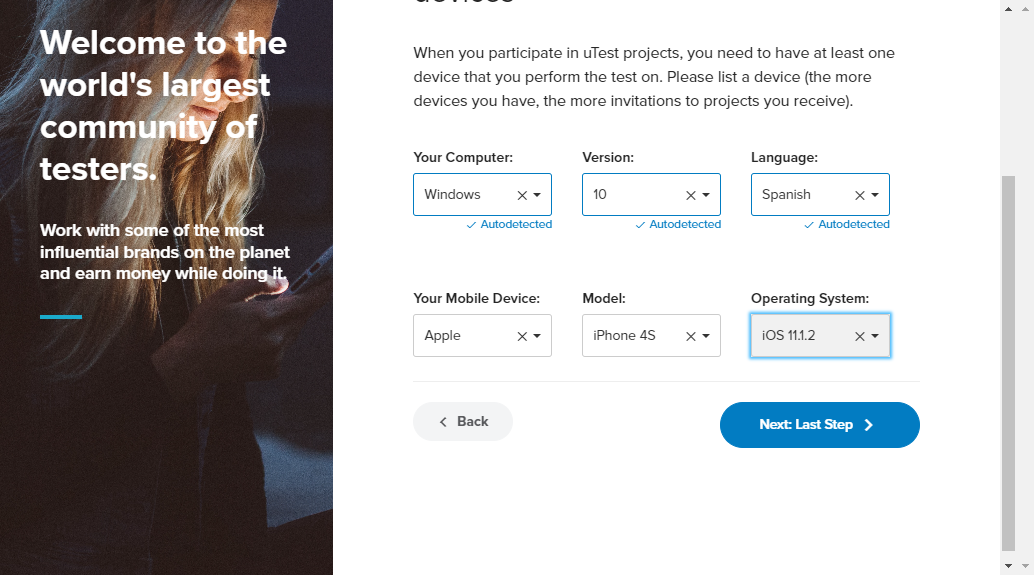 Welcome to the
world's largest
community of
testers.
Work with some of the most
influential brands on the planet
and earn money while doing it.
devices
When you participate in uTest projects, you need to have at least one
device that you perform the test on. Please list a device (the more
devices you have, the more invitations to projects you receive).
Your Computer: Version: Language:
Windows 10 Spanish
Autodetected Autodetected Autodetected
Your Mobile Device: Model: Operating System:
Apple iPhone 4S iOS 11.1.2
Back Next: Last Step